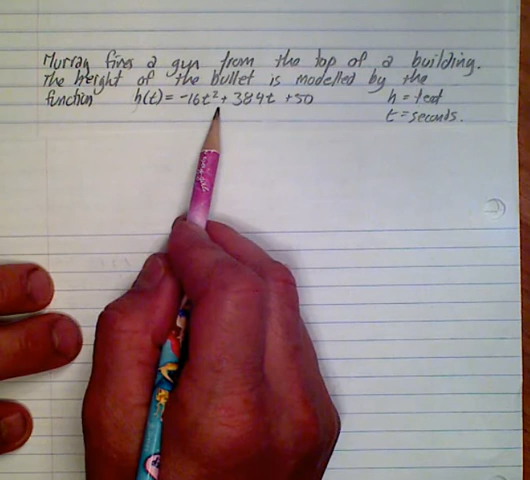 Murray fires a gun from the top of a building.
The height of the bullet is modelled by the
function h(t) = -16t² + 384t + 50 h = feet
t = seconds.